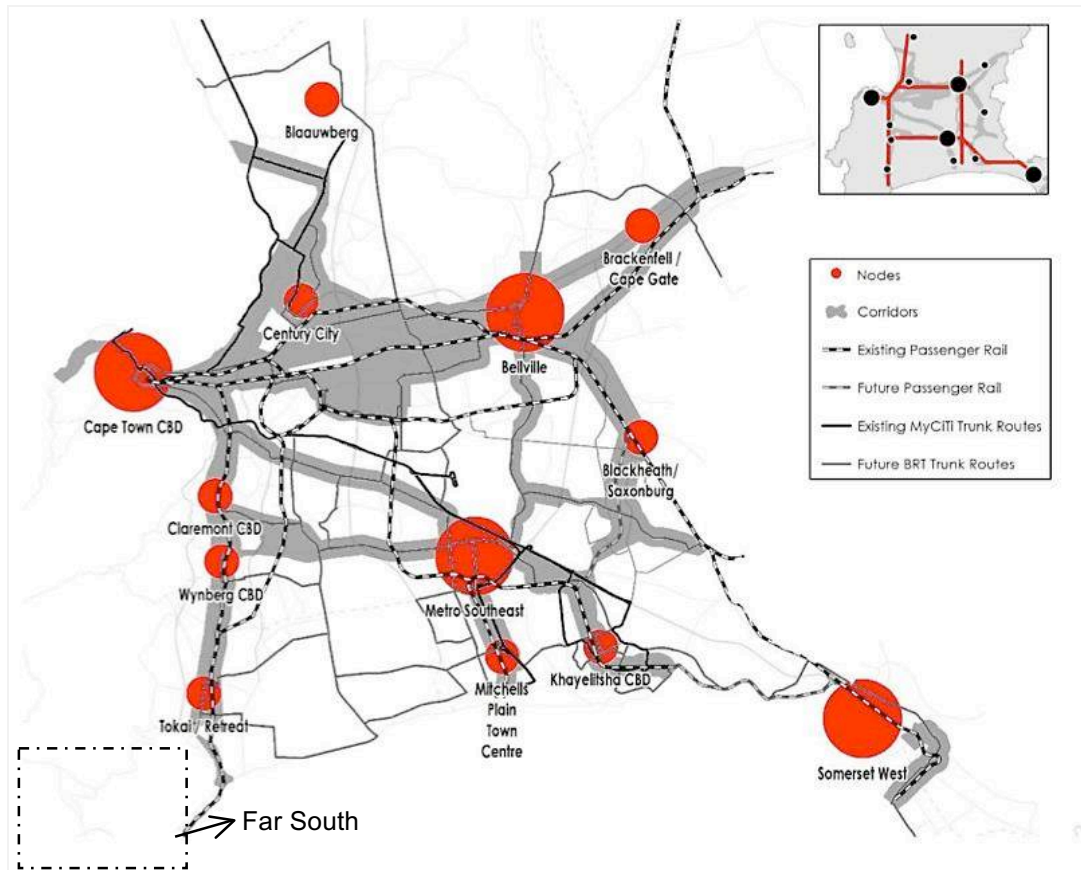 Blaauwberg
Brackenfell /
Cape Gate
Century City
Bellville
Cape Town CBD
Blackheath/
Saxonburg
Claremont CBD
Wynberg CBD
Metro Southeast
Khayelitsha CBD
Mitchells
Plain
Town
Centre
Tokai/ Retreat
Somerset West
Far South
Nodes
Corridors
Existing Passenger Rail
Future Passenger Rail
Existing MyCiTi Trunk Routes
Future BRT Trunk Routes